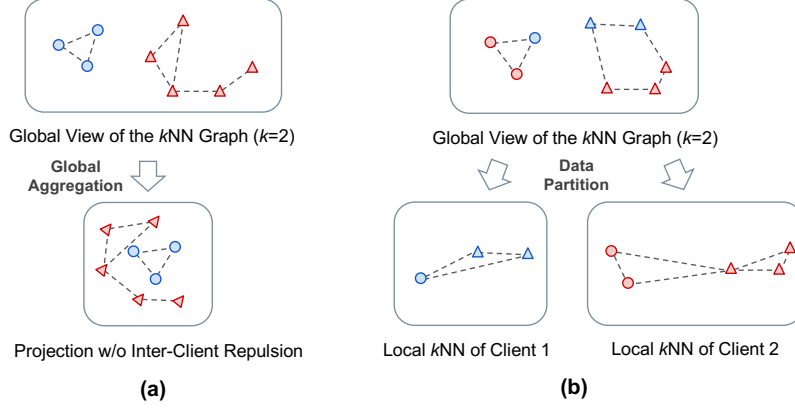 Global View of the kNN Graph (k=2)
Global
Aggregation
Projection w/o Inter-Client Repulsion
(a)
Global View of the kNN Graph (k=2)
Data
Partition
Local kNN of Client 1
Local kNN of Client 2
(b)